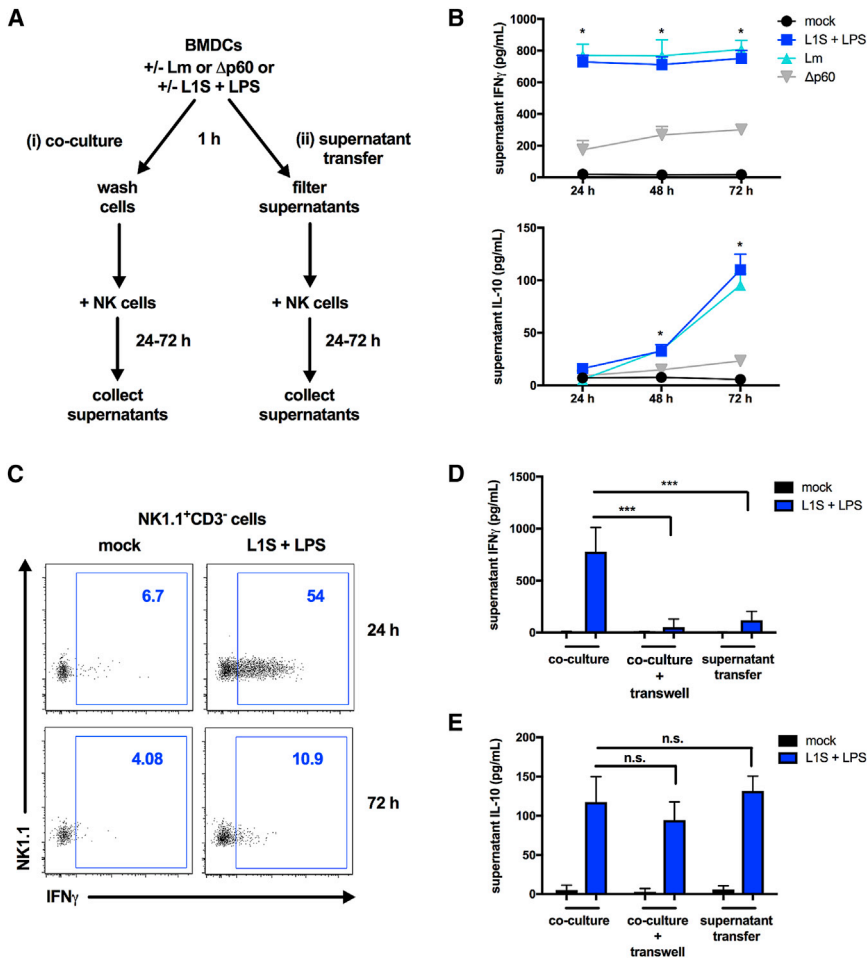 A
BMDCs
+/- Lm or Δp60 or
+/- L1S + LPS
(i) co-culture
1 h
(ii) supernatant
transfer
wash
cells
filter
supernatants
+ NK cells
+ NK cells
24-72 h
24-72 h
collect
supernatants
collect
supernatants
B
supernatant IFNγ (pg/mL)
1000
800
600
400
200
0
* * *
24 h 48 h 72 h
mock
L1S + LPS
Lm
Δp60
supernatant IL-10 (pg/mL)
150
100
50
0
* *
24 h 48 h 72 h
C
NK1.1⁺CD3⁻ cells
mock L1S + LPS
6.7 54
24 h
4.08 10.9
72 h
NK1.1
IFNγ
D
supernatant IFNγ (pg/mL)
1500
1000
500
0
***
***
mock
L1S + LPS
co-culture
co-culture
+
transwell
supernatant
transfer
E
supernatant IL-10 (pg/mL)
200
150
100
50
0
n.s.
n.s.
mock
L1S + LPS
co-culture
co-culture
+
transwell
supernatant
transfer